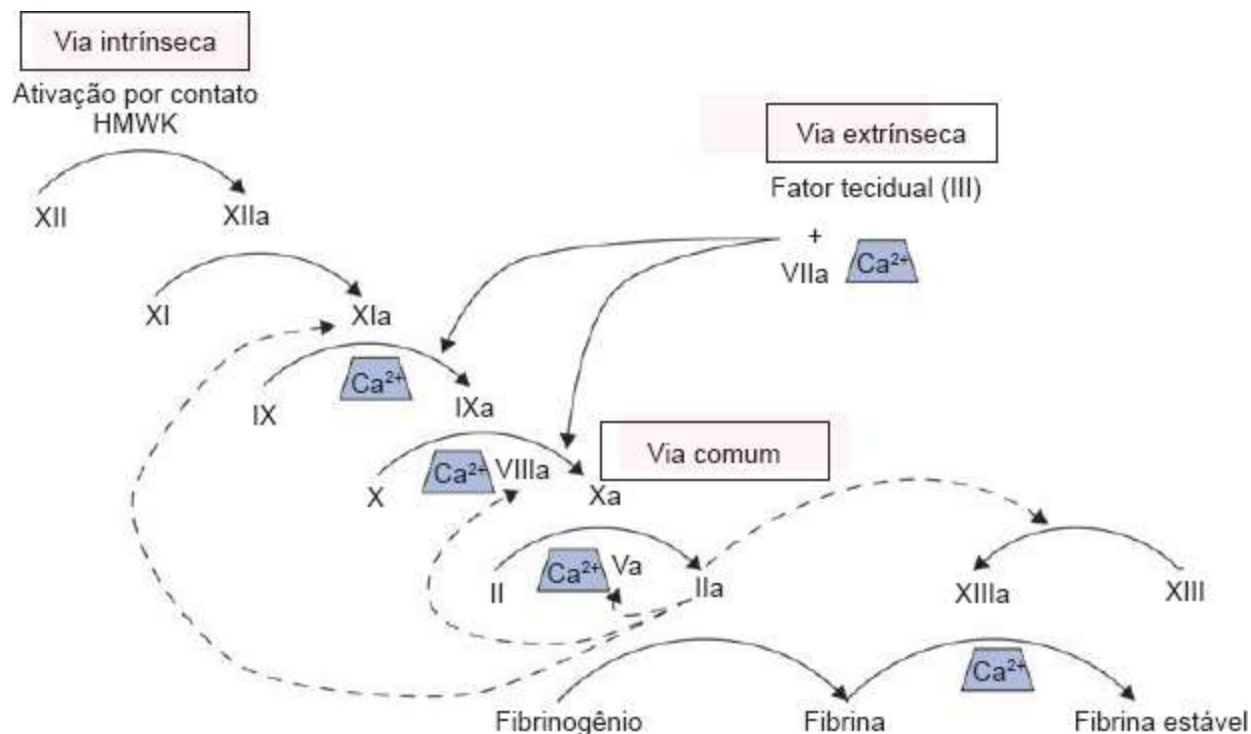 Via intrínseca
Ativação por contato
HMWK
XII
XIIa
Via extrínseca
Fator tecidual (III)
+
VIIa
Ca²⁺
XI
XIa
Ca²⁺
IX
IXa
Ca²⁺
VIIIa
X
Xa
Via comum
Ca²⁺
Va
II
IIa
XIIIa
XIII
Ca²⁺
Fibrinogênio
Fibrina
Fibrina estável